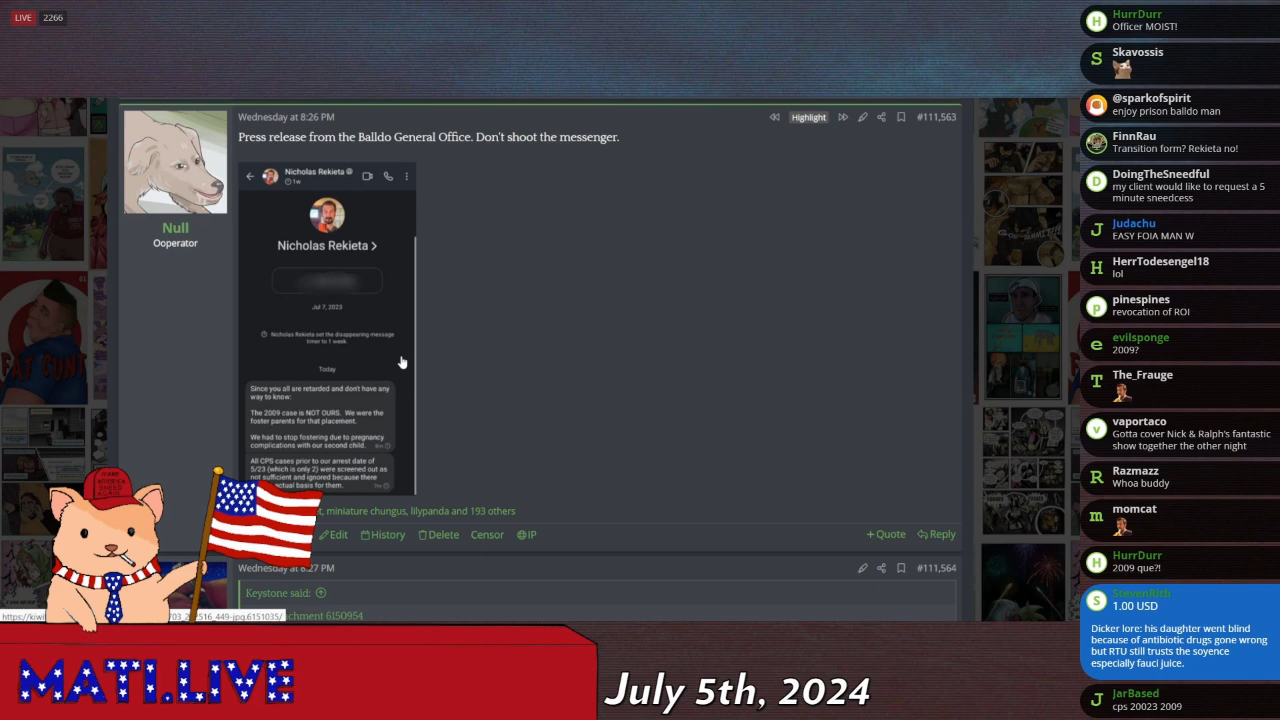 LIVE 2266
Wednesday at 8:26 PM
Highlight
#111,563
Press release from the Balldo General Office. Don't shoot the messenger.
Null
Ooperator
Nicholas Rekieta
1w
Nicholas Rekieta >
Jul 7, 2023
Nicholas Rekieta set the disappearing message
timer to 1 week.
Today
Since you all are retarded and don't have any
way to know:
The 2009 case is NOT OURS. We were the
foster parents for that placement.
We had to stop fostering due to pregnancy
complications with our second child.
All CPS cases prior to our arrest date of
5/23 (which is only 2) were screened out as
not sufficient and ignored because there
for them.
, miniature chungus, lilypanda and 193 others
Edit History Delete Censor IP
+ Quote Reply
Wednesday at 8:27 PM
#111,564
Keystone said:
chment 6150954
MATI.LIVE
July 5th, 2024
HurrDurr
Officer MOIST!
Skavossis
@sparkofspirit
enjoy prison balldo man
FinnRau
Transition form? Rekieta no!
DoingTheSneedful
my client would like to request a 5
minute sneedcess
Judachu
EASY FOIA MAN W
HerrTodesengel18
lol
pinespines
revocation of ROI
evilsponge
2009?
The_Frauge
vaportaco
Gotta cover Nick & Ralph's fantastic
show together the other night
Razmazz
Whoa buddy
momcat
HurrDurr
2009 que?!
StevenRith
1.00 USD
Dicker lore: his daughter went blind
because of antibiotic drugs gone wrong
but RTU still trusts the soyence
especially fauci juice.
JarBased
cps 20023 2009